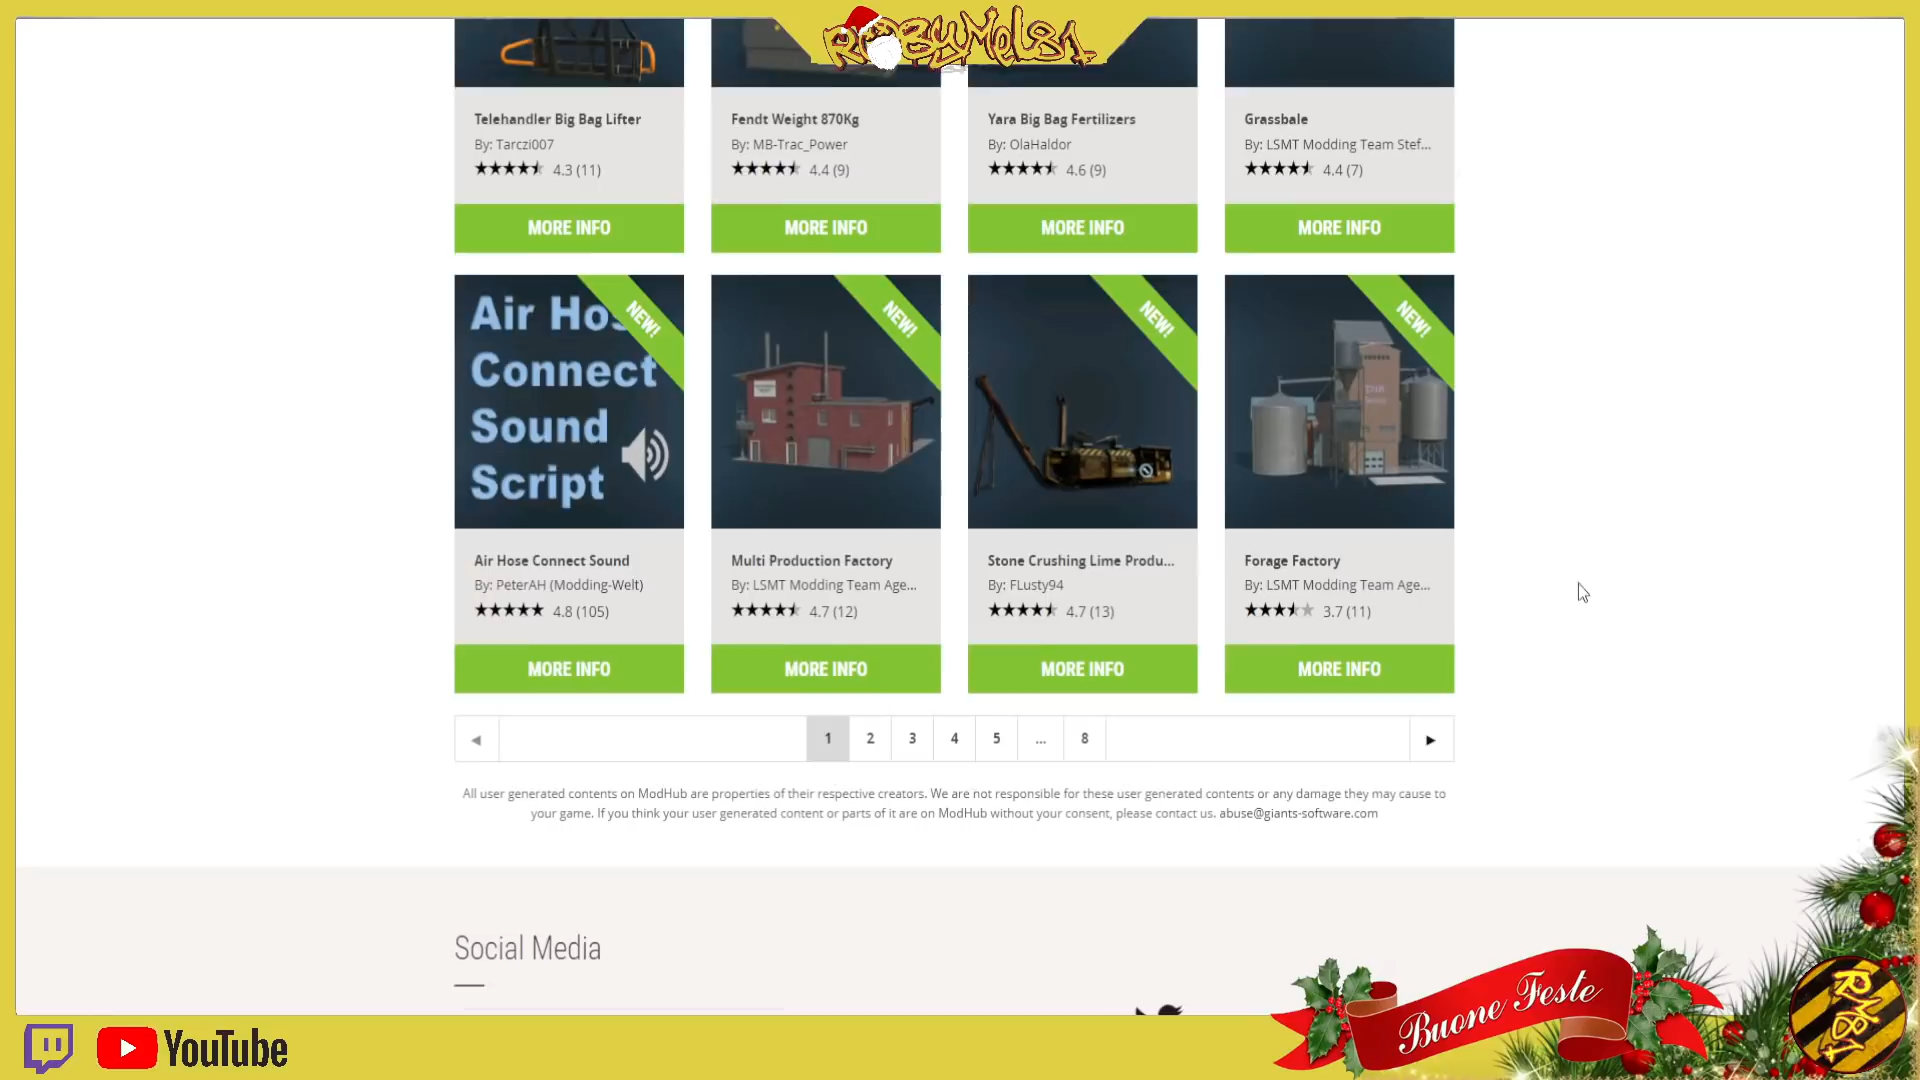 RobyMel81
Telehandler Big Bag Lifter
By: Tarczi007
4.3 (11)
MORE INFO
Fendt Weight 870Kg
By: MB-Trac_Power
4.4 (9)
MORE INFO
Yara Big Bag Fertilizers
By: OlaHaldor
4.6 (9)
MORE INFO
Grassbale
By: LSMT Modding Team Stef...
4.4 (7)
MORE INFO
Air Hos
Connect
Sound
Script
NEW!
Air Hose Connect Sound
By: PeterAH (Modding-Welt)
4.8 (105)
MORE INFO
NEW!
Multi Production Factory
By: LSMT Modding Team Age...
4.7 (12)
MORE INFO
NEW!
Stone Crushing Lime Produ...
By: FLusty94
4.7 (13)
MORE INFO
NEW!
Forage Factory
By: LSMT Modding Team Age...
3.7 (11)
MORE INFO
1 2 3 4 5 ... 8
All user generated contents on ModHub are properties of their respective creators. We are not responsible for these user generated contents or any damage they may cause to
your game. If you think your user generated content or parts of it are on ModHub without your consent, please contact us. abuse@giants-software.com
Social Media
YouTube
Buone Feste
RM81